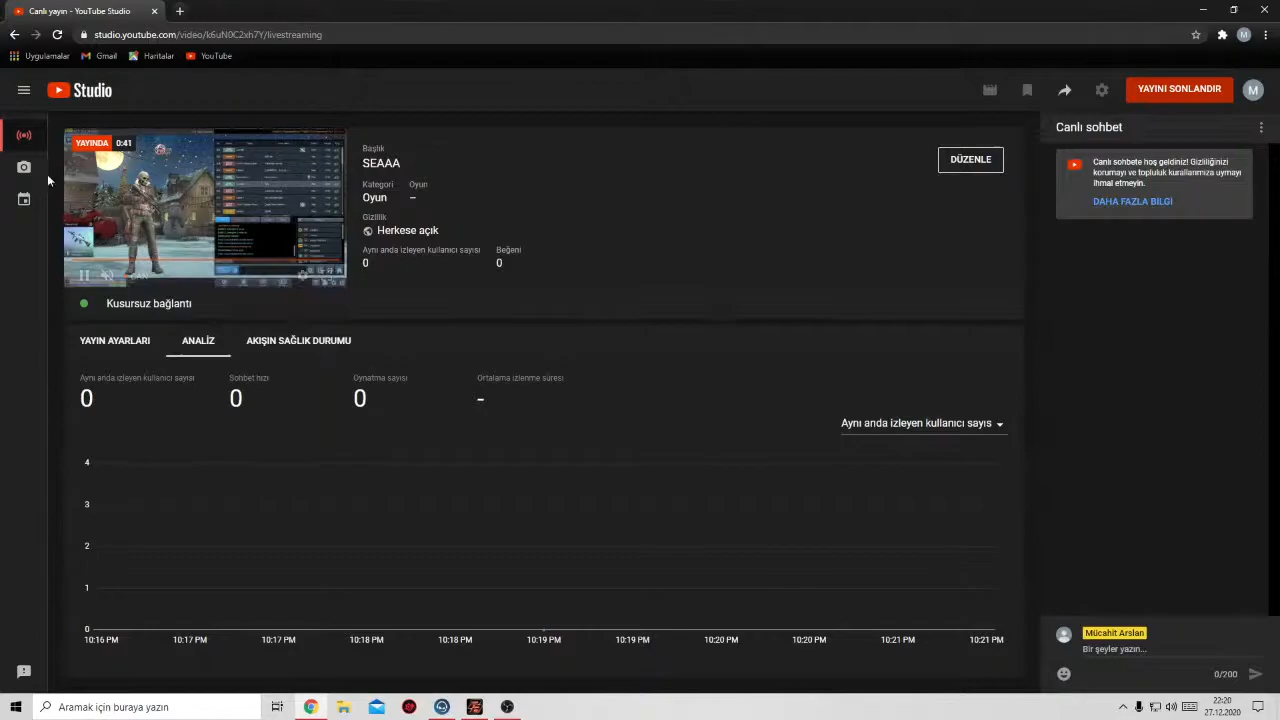 Canlı yayın - YouTube Studio
studio.youtube.com/video/k6uN0C2xh7Y/livestreaming
M
Uygulamalar
Gmail
Haritalar
YouTube
Studio
YAYINI SONLANDIR
M
YAYINDA 0:41
Başlık
SEAAA
DÜZENLE
Kategori Oyun
Oyun –
Gizlilik
Herkese açık
Aynı anda izleyen kullanıcı sayısı Beğeni
0 0
Kusursuz bağlantı
Canlı sohbet
Canlı sohbete hoş geldiniz! Gizliliğinizi
korumayı ve topluluk kurallarımıza uymayı
ihmal etmeyin.
DAHA FAZLA BİLGİ
YAYIN AYARLARI ANALİZ AKIŞIN SAĞLIK DURUMU
Aynı anda izleyen kullanıcı sayısı Sohbet hızı Oynatma sayısı Ortalama izlenme süresi
0 0 0 -
Aynı anda izleyen kullanıcı sayıs
4
3
2
1
0
10:16 PM 10:17 PM 10:17 PM 10:18 PM 10:18 PM 10:19 PM 10:19 PM 10:20 PM 10:20 PM 10:21 PM 10:21 PM
Mücahit Arslan
Bir şeyler yazın...
0/200
Aramak için buraya yazın
22:20
27.12.2020